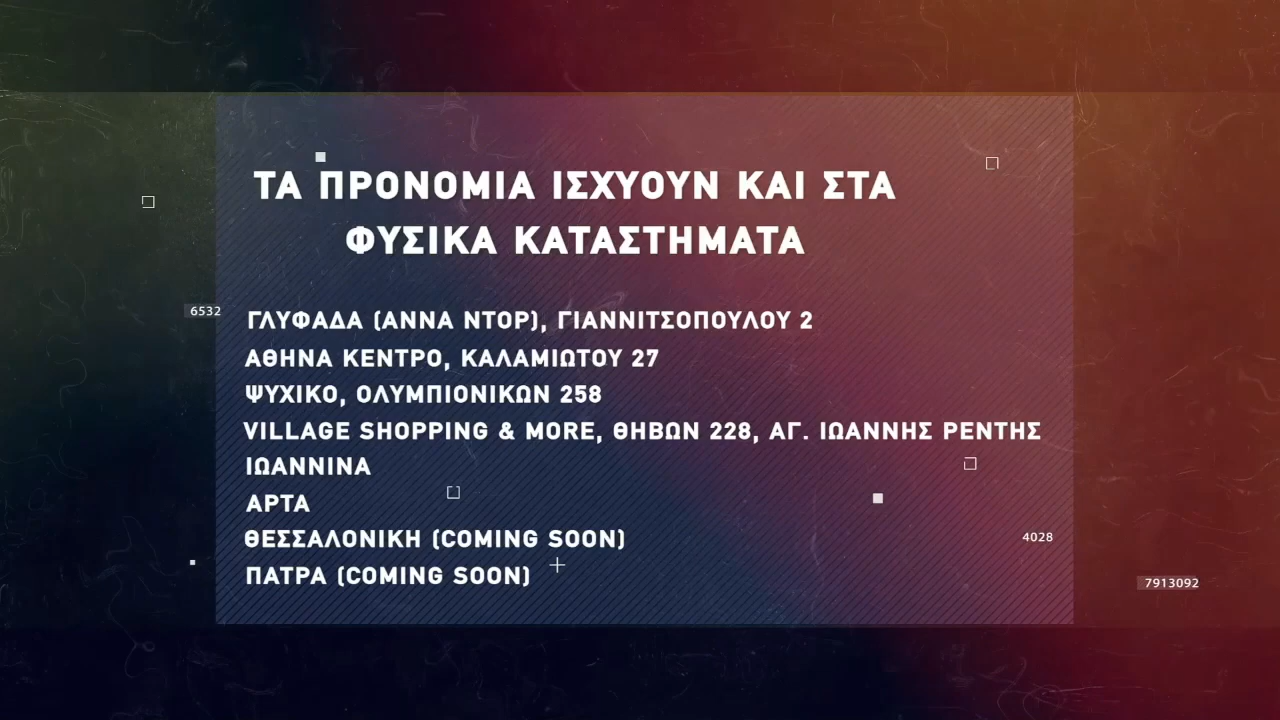 ΤΑ ΠΡΟΝΟΜΙΑ ΙΣΧΥΟΥΝ ΚΑΙ ΣΤΑ
ΦΥΣΙΚΑ ΚΑΤΑΣΤΗΜΑΤΑ
6532
ΓΛΥΦΑΔΑ (ΑΝΝΑ ΝΤΟΡ), ΓΙΑΝΝΙΤΣΟΠΟΥΛΟΥ 2
ΑΘΗΝΑ ΚΕΝΤΡΟ, ΚΑΛΑΜΙΩΤΟΥ 27
ΨΥΧΙΚΟ, ΟΛΥΜΠΙΟΝΙΚΩΝ 258
VILLAGE SHOPPING & MORE, ΘΗΒΩΝ 228, ΑΓ. ΙΩΑΝΝΗΣ ΡΕΝΤΗΣ
ΙΩΑΝΝΙΝΑ
ΑΡΤΑ
ΘΕΣΣΑΛΟΝΙΚΗ (COMING SOON)
4028
ΠΑΤΡΑ (COMING SOON)
7913092